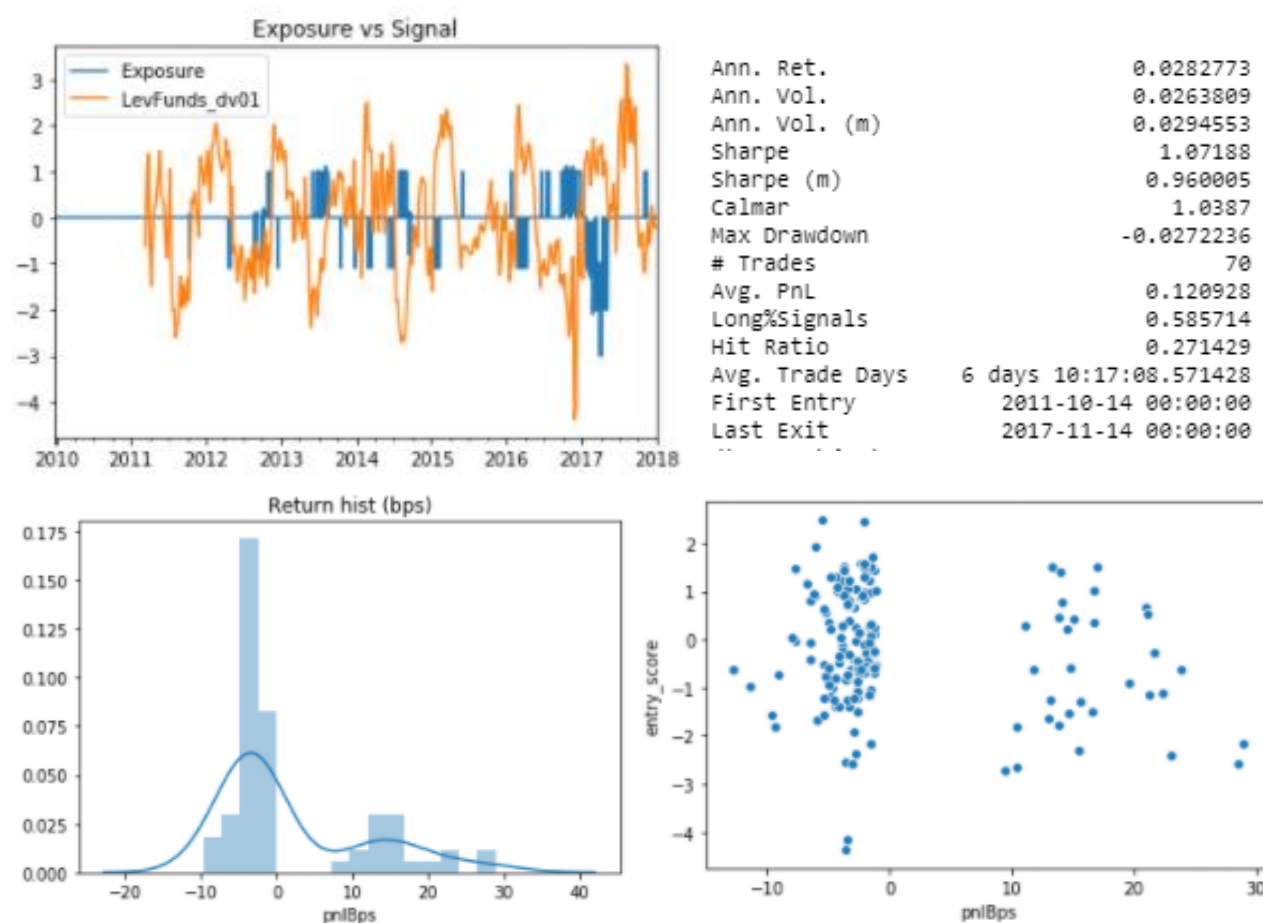 Exposure vs Signal
Exposure
LevFunds_dv01
3
2
1
0
−1
−2
−3
−4
2010 2011 2012 2013 2014 2015 2016 2017 2018
Ann. Ret. 0.0282773
Ann. Vol. 0.0263809
Ann. Vol. (m) 0.0294553
Sharpe 1.07188
Sharpe (m) 0.960005
Calmar 1.0387
Max Drawdown -0.0272236
# Trades 70
Avg. PnL 0.120928
Long%Signals 0.585714
Hit Ratio 0.271429
Avg. Trade Days 6 days 10:17:08.571428
First Entry 2011-10-14 00:00:00
Last Exit 2017-11-14 00:00:00
Return hist (bps)
0.175
0.150
0.125
0.100
0.075
0.050
0.025
0.000
−20 −10 0 10 20 30 40
pnlBps
entry_score
2
1
0
−1
−2
−3
−4
−10 0 10 20 30
pnlBps